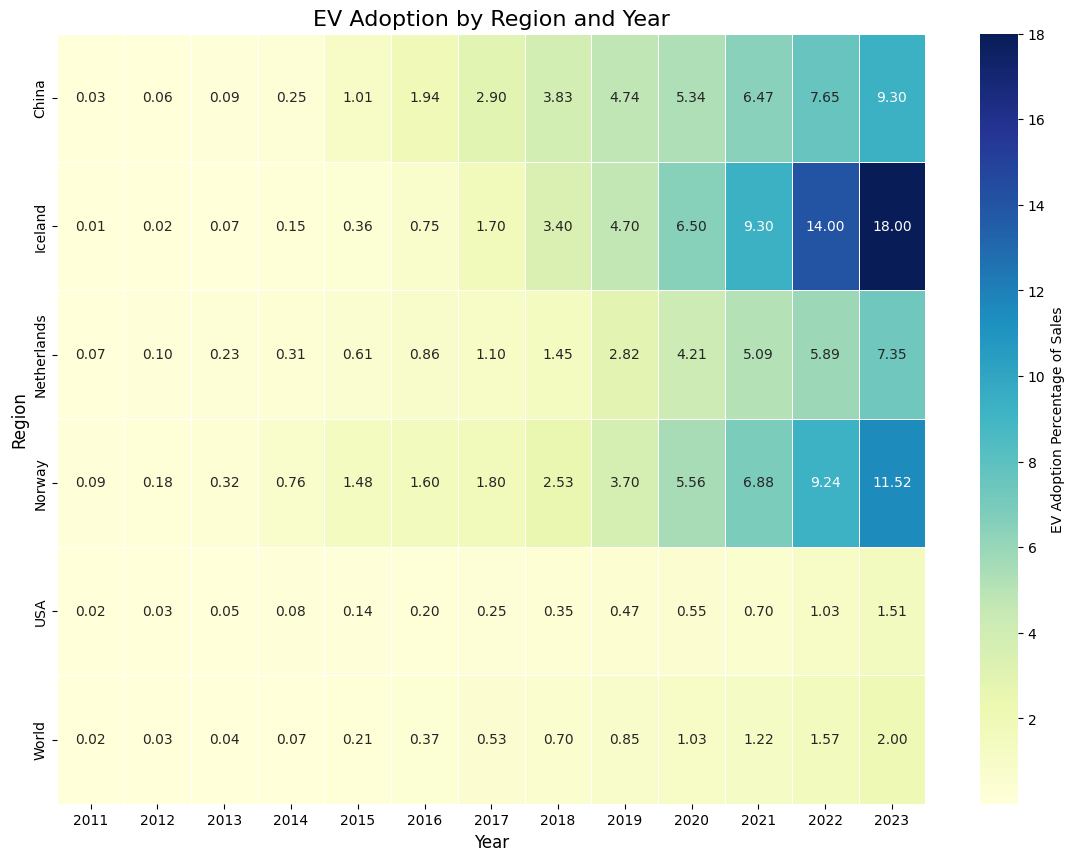 EV Adoption by Region and Year
Region
China
0.03 0.06 0.09 0.25 1.01 1.94 2.90 3.83 4.74 5.34 6.47 7.65 9.30
Iceland
0.01 0.02 0.07 0.15 0.36 0.75 1.70 3.40 4.70 6.50 9.30 14.00 18.00
Netherlands
0.07 0.10 0.23 0.31 0.61 0.86 1.10 1.45 2.82 4.21 5.09 5.89 7.35
Norway
0.09 0.18 0.32 0.76 1.48 1.60 1.80 2.53 3.70 5.56 6.88 9.24 11.52
USA
0.02 0.03 0.05 0.08 0.14 0.20 0.25 0.35 0.47 0.55 0.70 1.03 1.51
World
0.02 0.03 0.04 0.07 0.21 0.37 0.53 0.70 0.85 1.03 1.22 1.57 2.00
2011 2012 2013 2014 2015 2016 2017 2018 2019 2020 2021 2022 2023
Year
18
16
14
12
10
8
6
4
2
EV Adoption Percentage of Sales